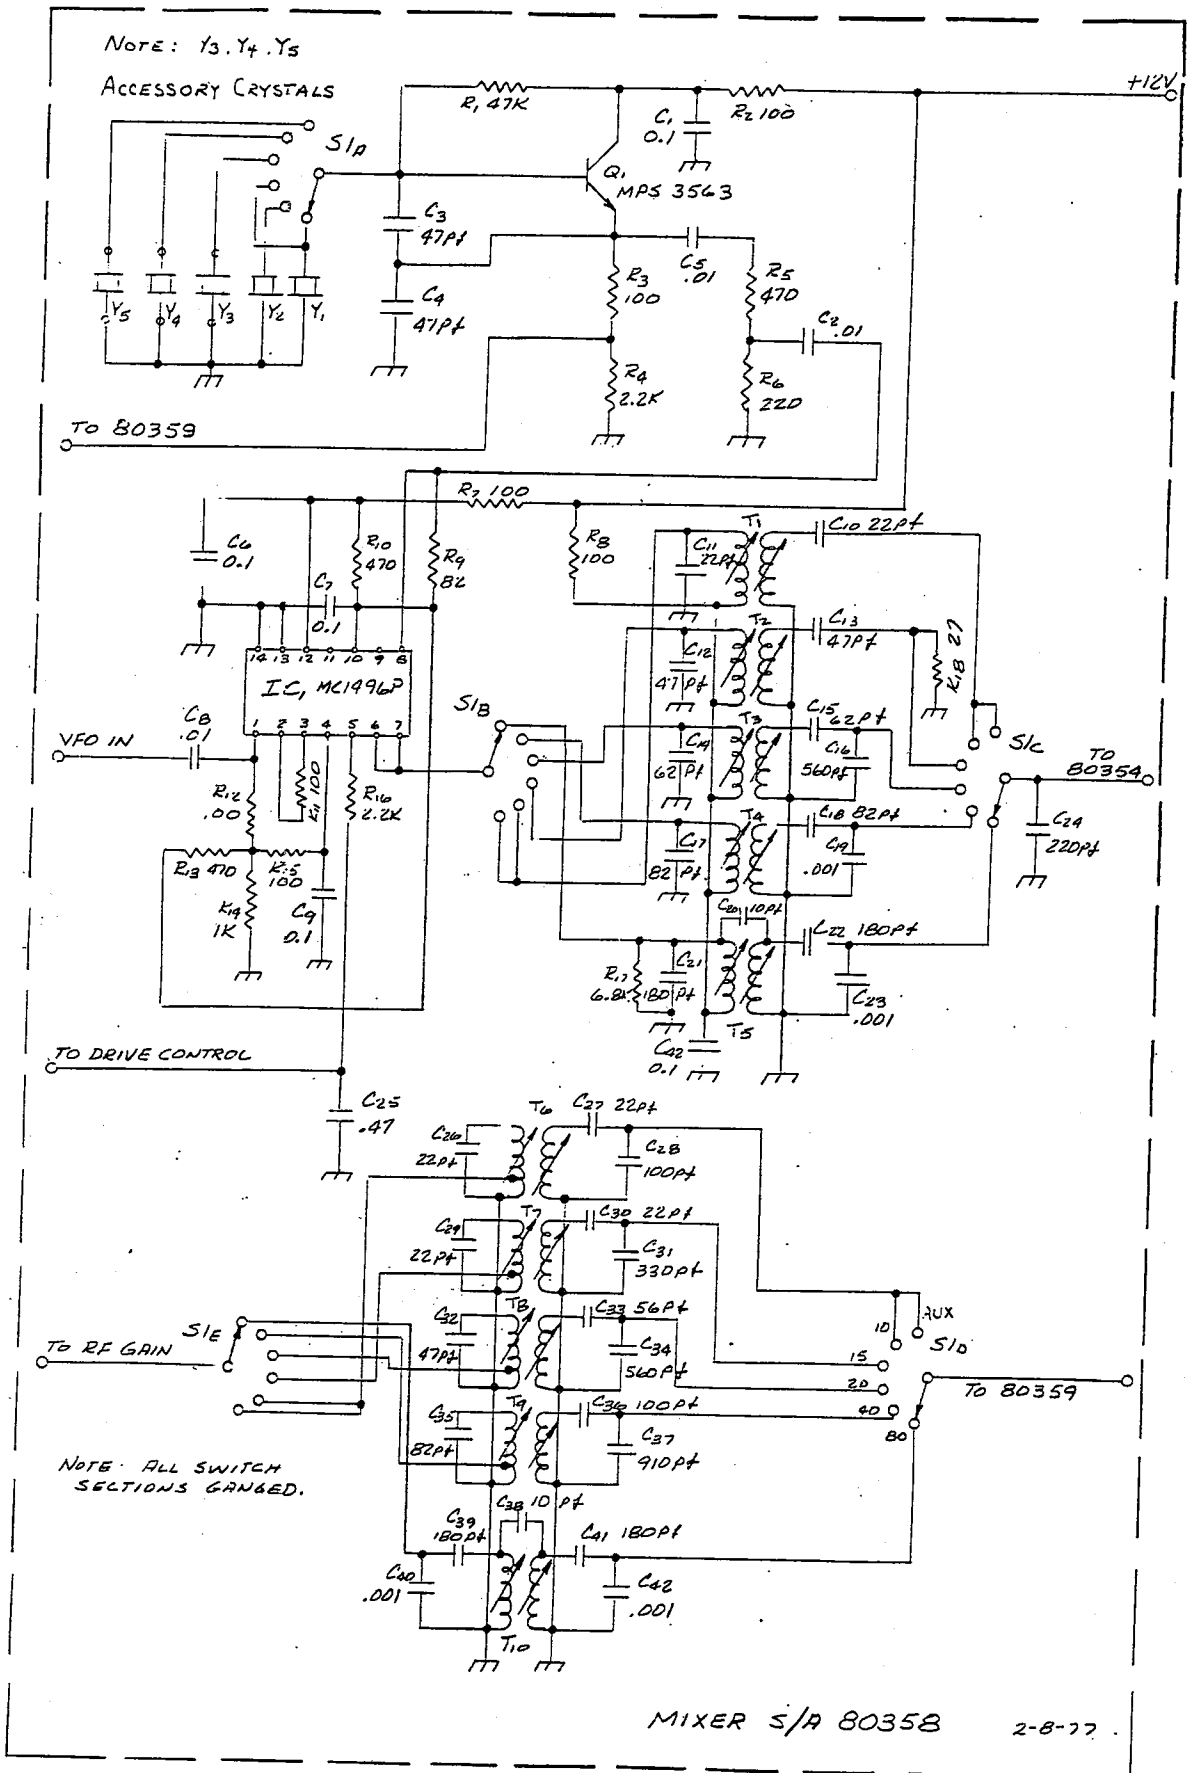 NOTE: Y3.Y4.Y5
ACCESSORY CRYSTALS
+12V
R1 47K
C1
0.1
R2 100
S1A
Q1
MPS 3563
C3
47Pf
C4
47Pf
C5
.01
R3
100
R5
470
C2
.01
R4
2.2K
R6
220
Y5
Y4
Y3
Y2
Y1
TO 80359
R7 100
C6
0.1
R10
470
R9
82
R8
100
C7
0.1
14 13 12 11 10 9 8
IC1 MC1496P
1 2 3 4 5 6 7
VFO IN
C8
.01
R12
.00
R11 100
R16
2.2K
R13 470
R15
100
R14
1K
C9
0.1
S1B
T1
C10 22Pf
C11
22Pf
T2
C13
47Pf
C12
47Pf
R18 27
T3
C15
62Pf
C14
62Pf
C16
560Pf
S1C
TO
80354
T4
C18 82Pf
C17
82Pf
C19
.001
C24
220Pf
C20 10Pf
C22 180Pf
C21
180Pf
R17
6.8K
C23
.001
T5
C42
0.1
TO DRIVE CONTROL
C25
.47
T6
C27 22Pf
C26
22Pf
C28
100Pf
T7
C30 22Pf
C29
22Pf
C31
330Pf
T8
C33 56Pf
C32
47Pf
C34
560Pf
T9
C36 100Pf
C35
82Pf
C37
910Pf
AUX
10
S1D
15
20
40
80
TO 80359
S1E
TO RF GAIN
NOTE. ALL SWITCH
SECTIONS GANGED.
C38 10 Pf
C39
180Pf
C41 180Pf
C40
.001
C42
.001
T10
MIXER S/A 80358
2-8-77.